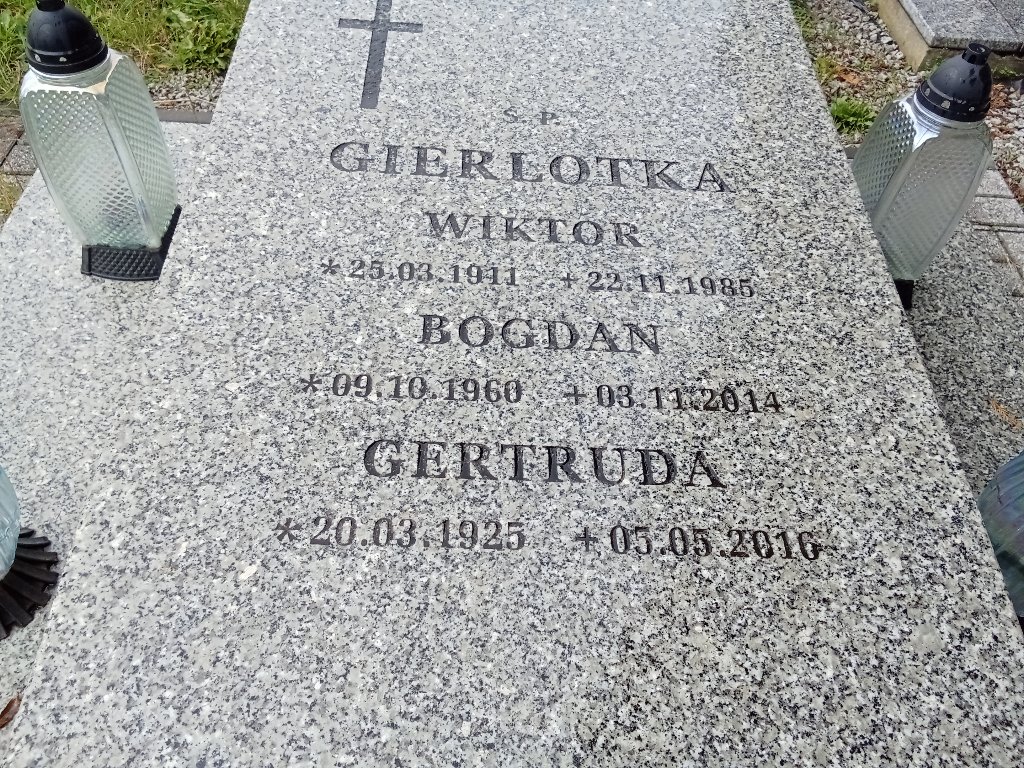 Ś. P.
GIERLOTKA
WIKTOR
*25.03.1911 +22.11.1985
BOGDAN
*09.10.1960 +03.11.2014
GERTRUDA
*20.03.1925 +05.05.2016